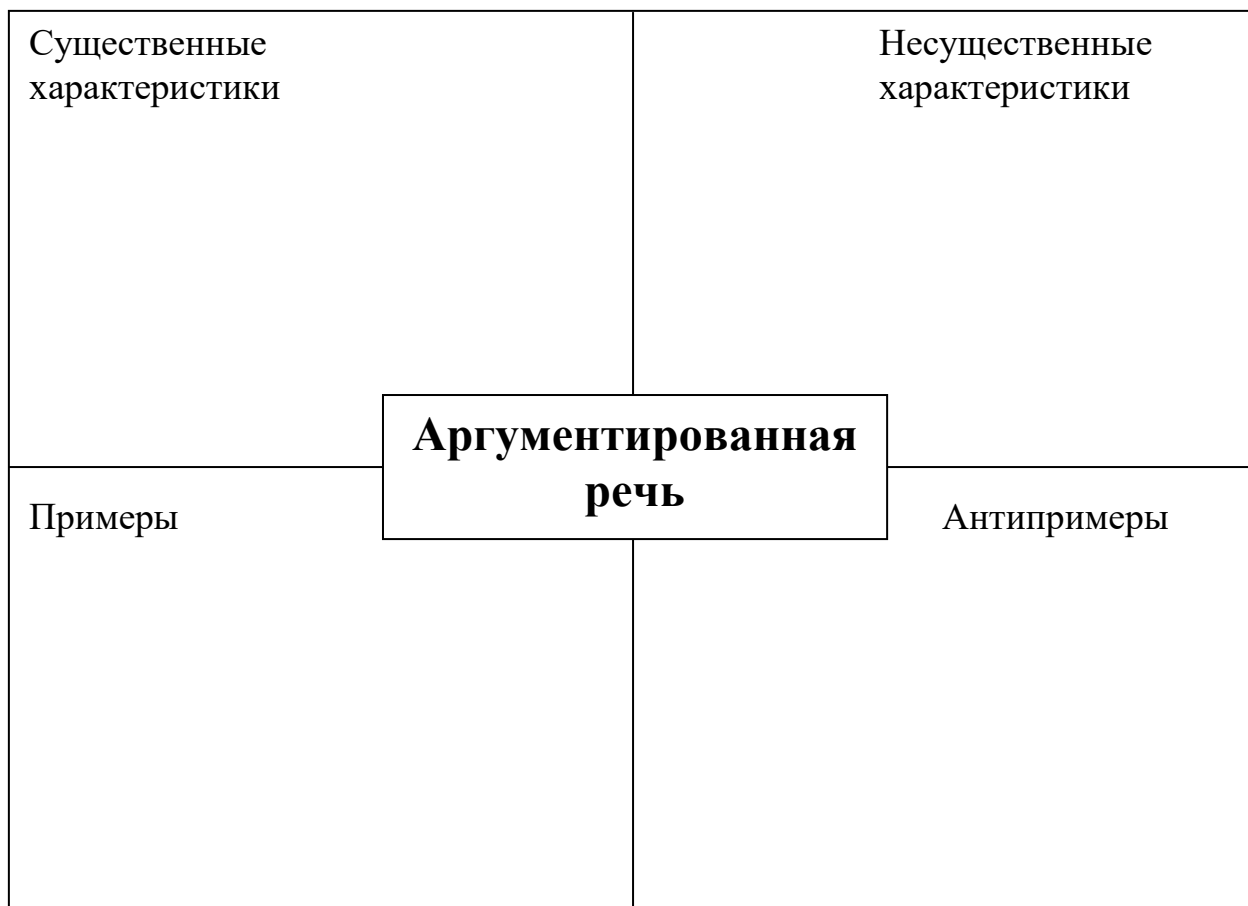 Существенные
характеристики
Несущественные
характеристики
Аргументированная
речь
Примеры
Антипримеры